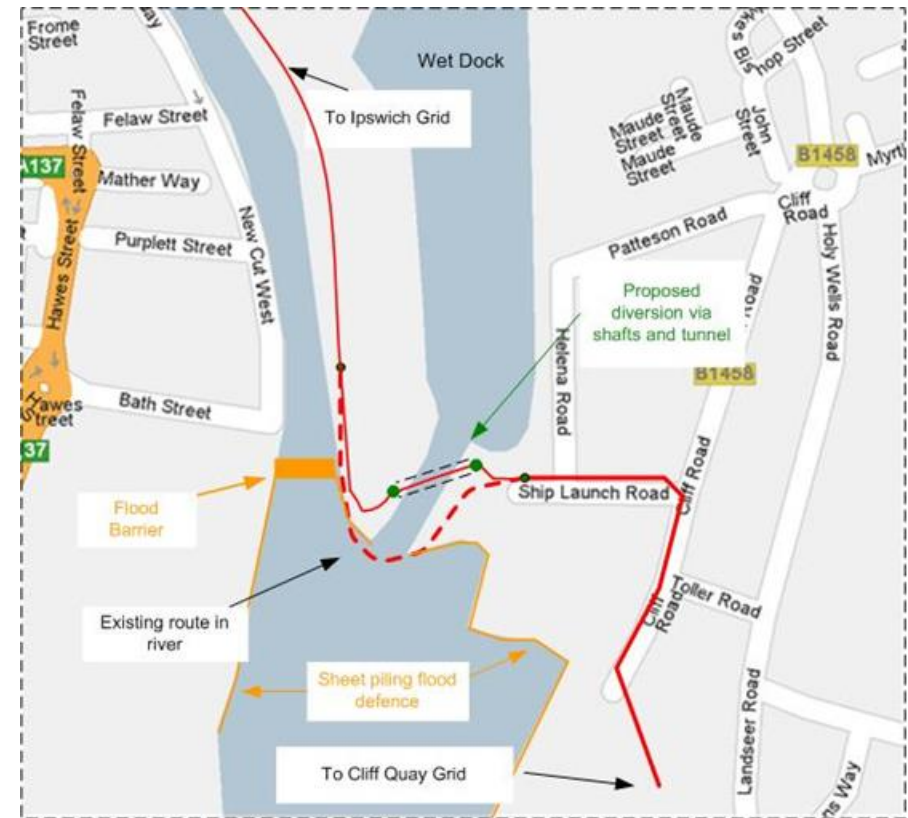 Frome
Street
Wet Dock
To Ipswich Grid
Felaw Street
Felaw Street
A137
Mather Way
Purplett Street
Hawes Street
New Cut West
Bath Street
Hawes
Street
37
hop Street
John
Street
Maude
Street
Maude
Street
Maude
Street
B1458
Cliff
Road
Patteson Road
Holy Wells Road
Proposed
diversion via
shafts and tunnel
Helena Road
Road
B1458
Cliff Road
Ship Launch Road
Flood
Barrier
Existing route in
river
Toller Road
Cliff
Road
Sheet piling flood
defence
Landseer Road
To Cliff Quay Grid
ns Way